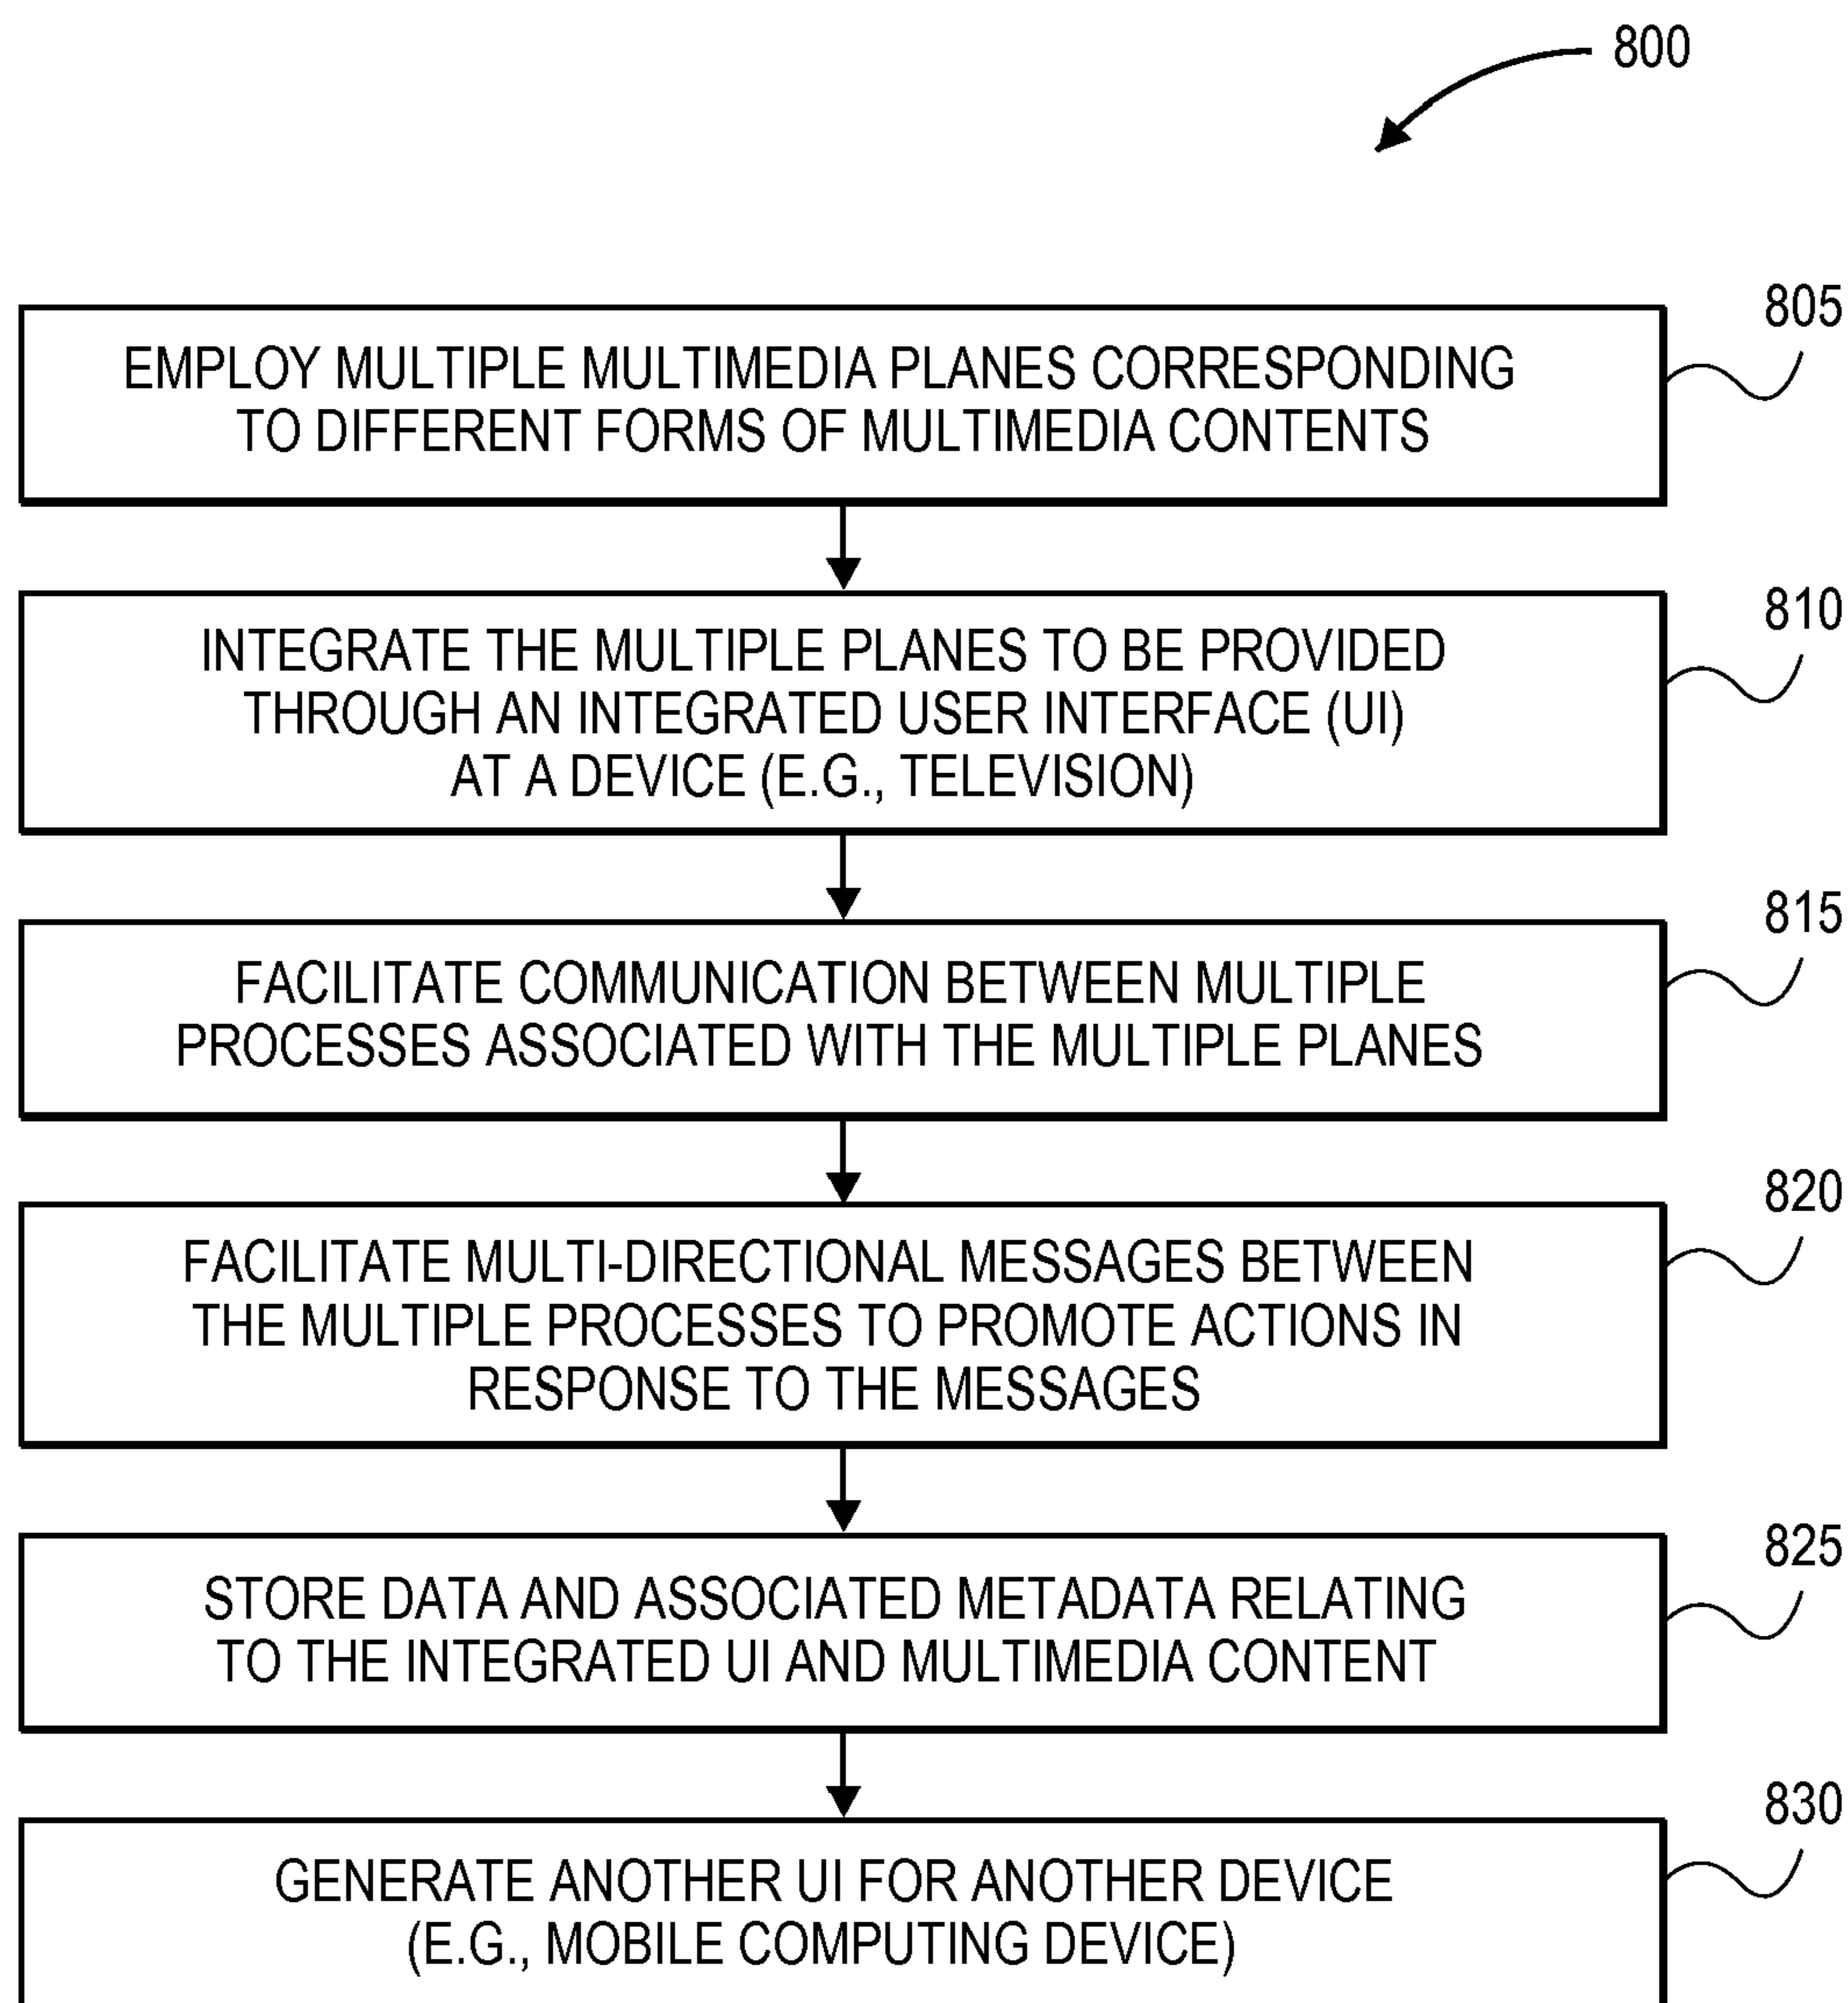 800
805
EMPLOY MULTIPLE MULTIMEDIA PLANES CORRESPONDING
TO DIFFERENT FORMS OF MULTIMEDIA CONTENTS
810
INTEGRATE THE MULTIPLE PLANES TO BE PROVIDED
THROUGH AN INTEGRATED USER INTERFACE (UI)
AT A DEVICE (E.G., TELEVISION)
815
FACILITATE COMMUNICATION BETWEEN MULTIPLE
PROCESSES ASSOCIATED WITH THE MULTIPLE PLANES
820
FACILITATE MULTI-DIRECTIONAL MESSAGES BETWEEN
THE MULTIPLE PROCESSES TO PROMOTE ACTIONS IN
RESPONSE TO THE MESSAGES
825
STORE DATA AND ASSOCIATED METADATA RELATING
TO THE INTEGRATED UI AND MULTIMEDIA CONTENT
830
GENERATE ANOTHER UI FOR ANOTHER DEVICE
(E.G., MOBILE COMPUTING DEVICE)